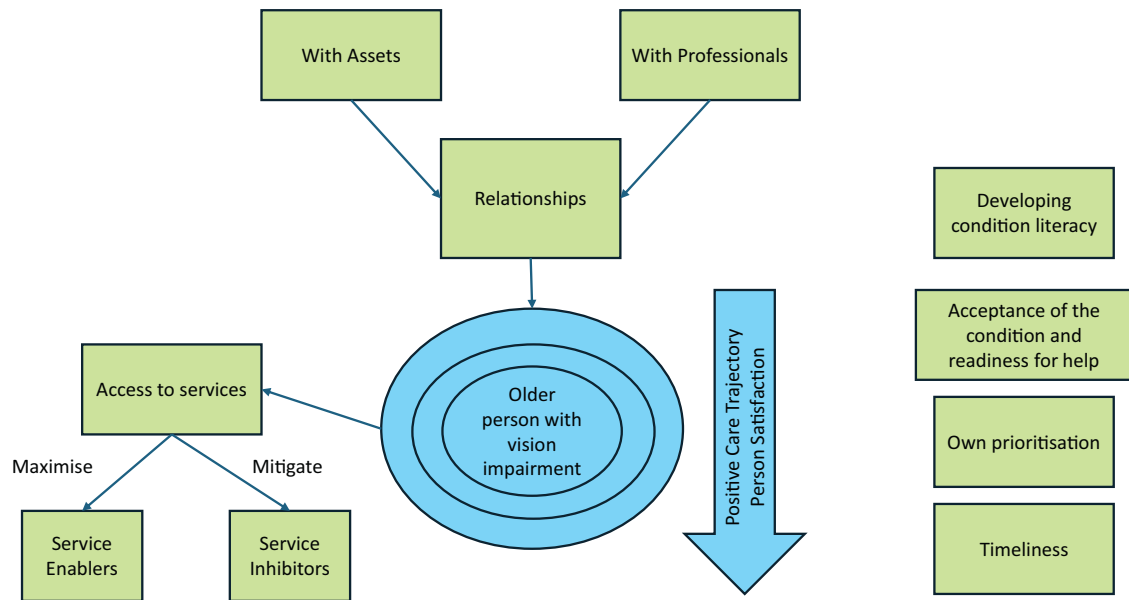 With Assets
With Professionals
Relationships
Developing
condition literacy
Acceptance of the
condition and
readiness for help
Own prioritisation
Timeliness
Positive Care Trajectory
Person Satisfaction
Older
person with
vision
impairment
Access to services
Maximise
Mitigate
Service
Enablers
Service
Inhibitors